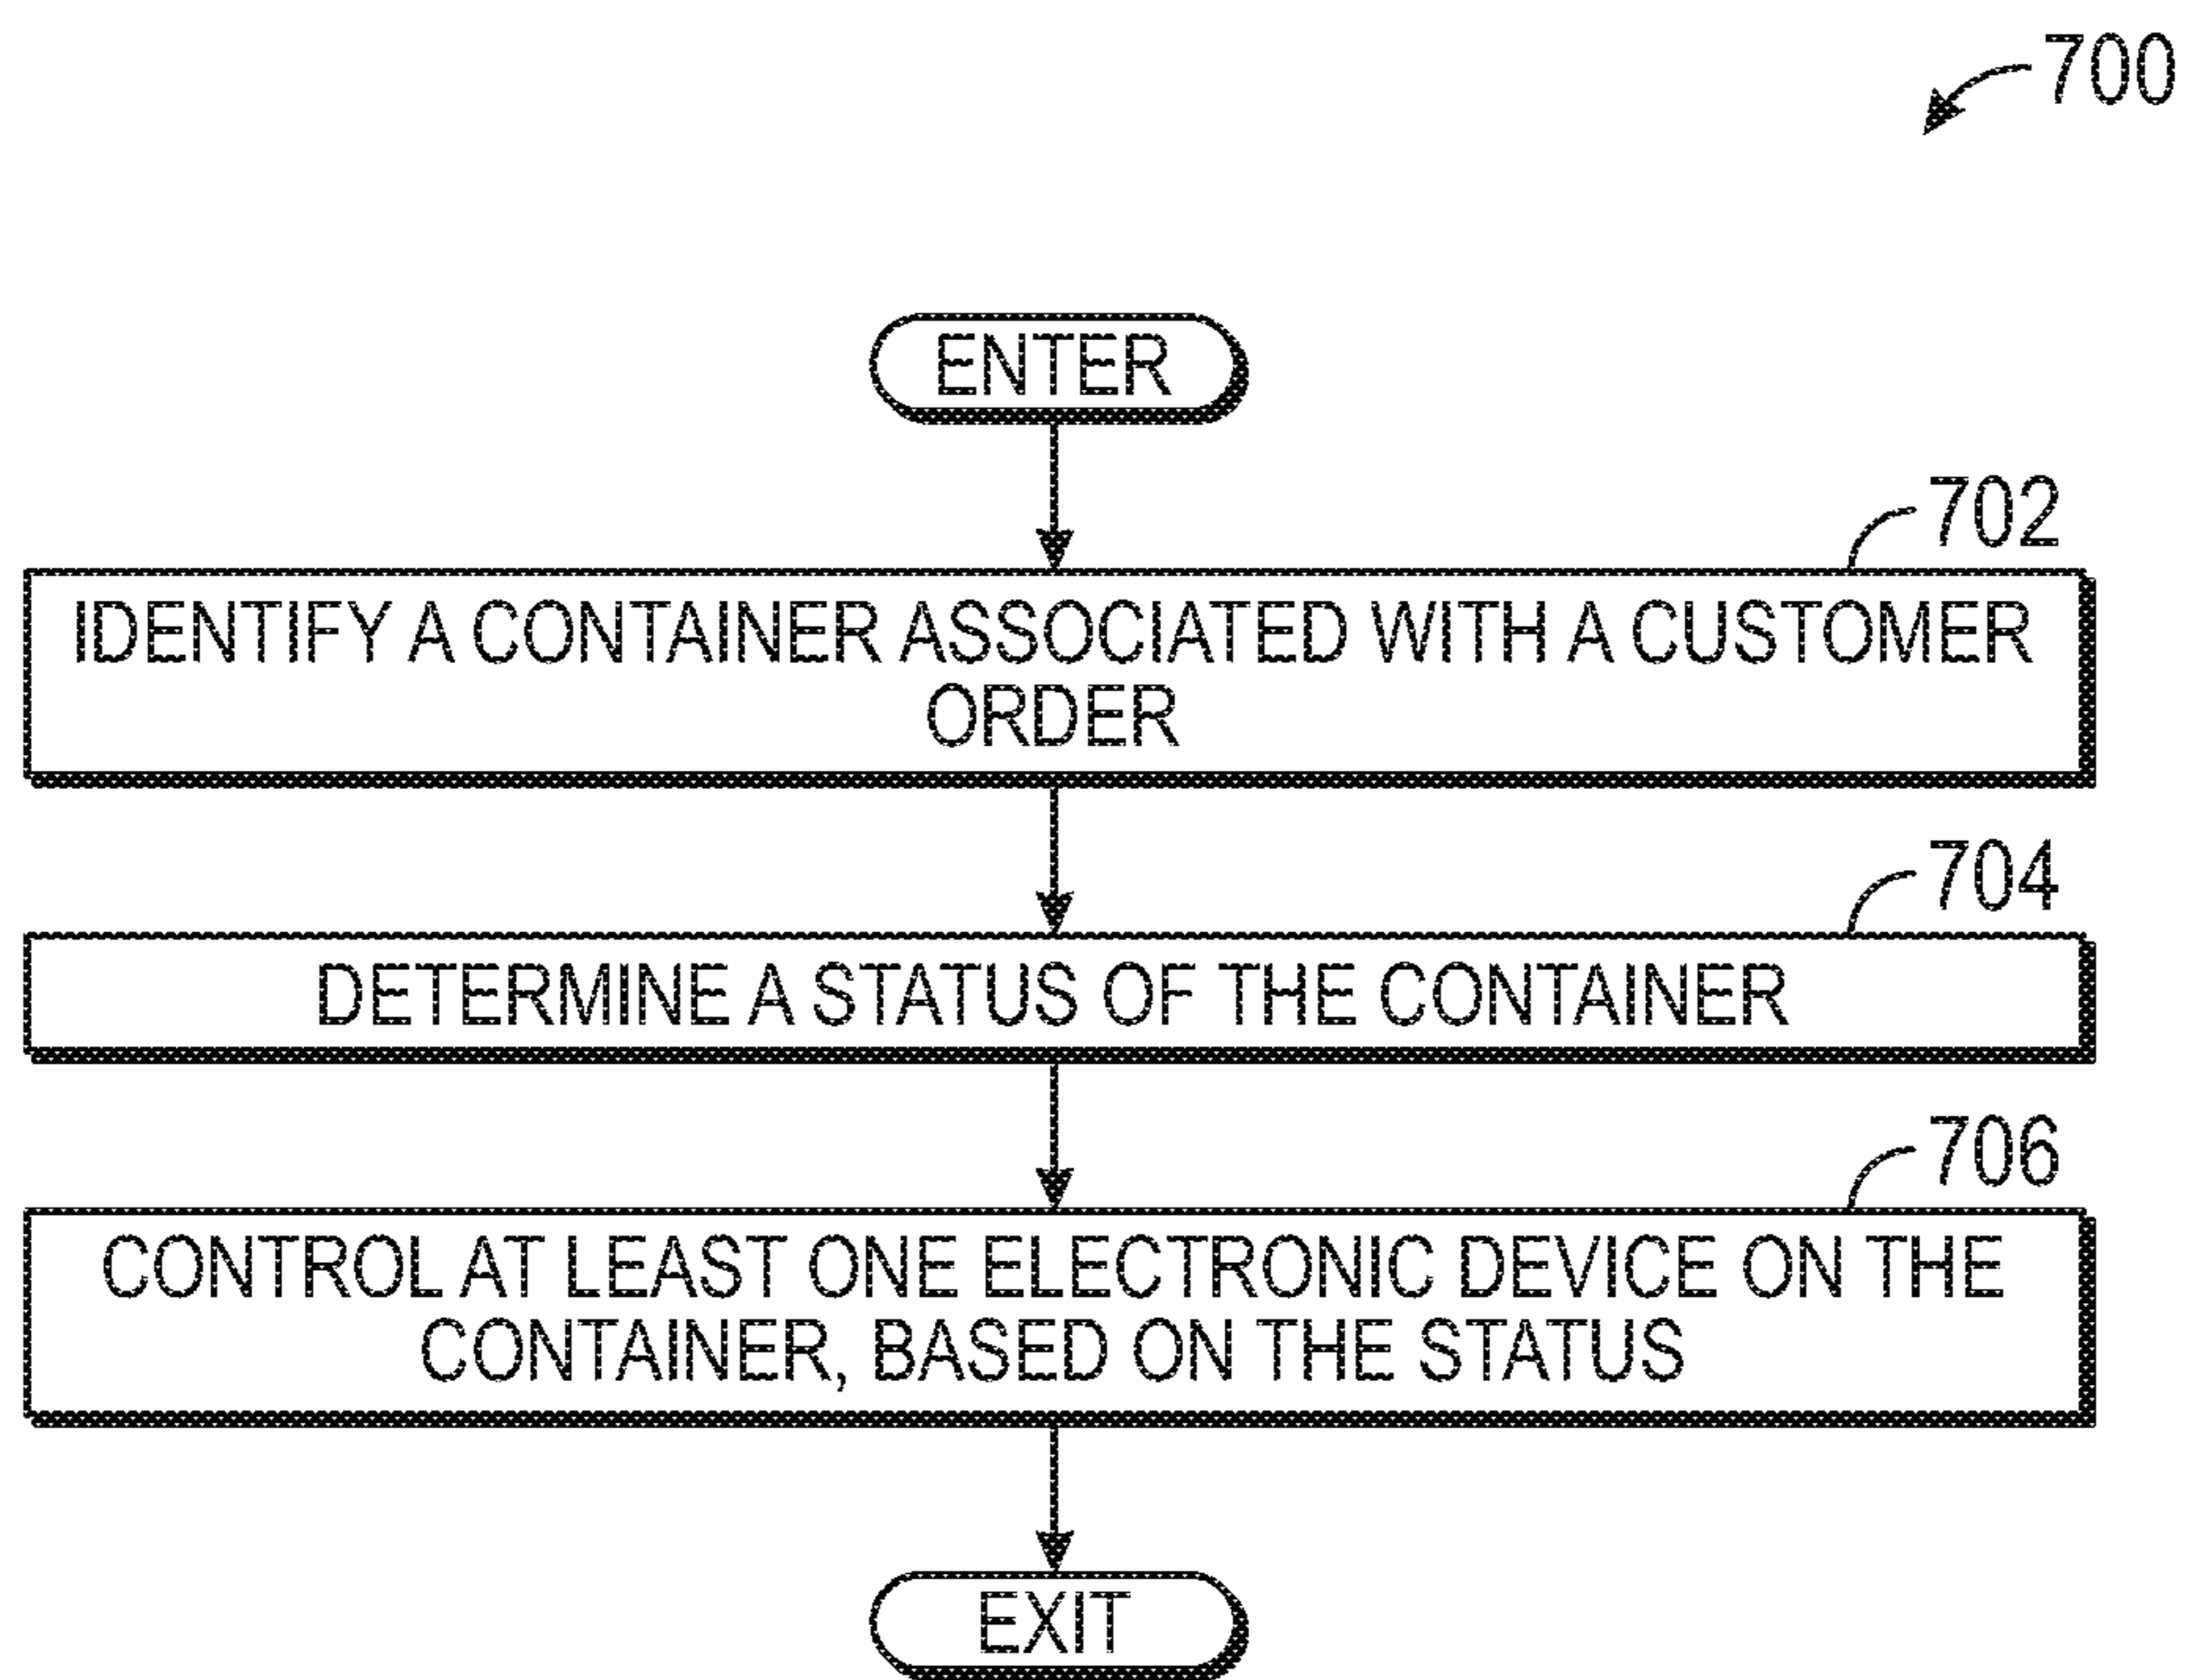 700
ENTER
702
IDENTIFY A CONTAINER ASSOCIATED WITH A CUSTOMER
ORDER
704
DETERMINE A STATUS OF THE CONTAINER
706
CONTROL AT LEAST ONE ELECTRONIC DEVICE ON THE
CONTAINER, BASED ON THE STATUS
EXIT